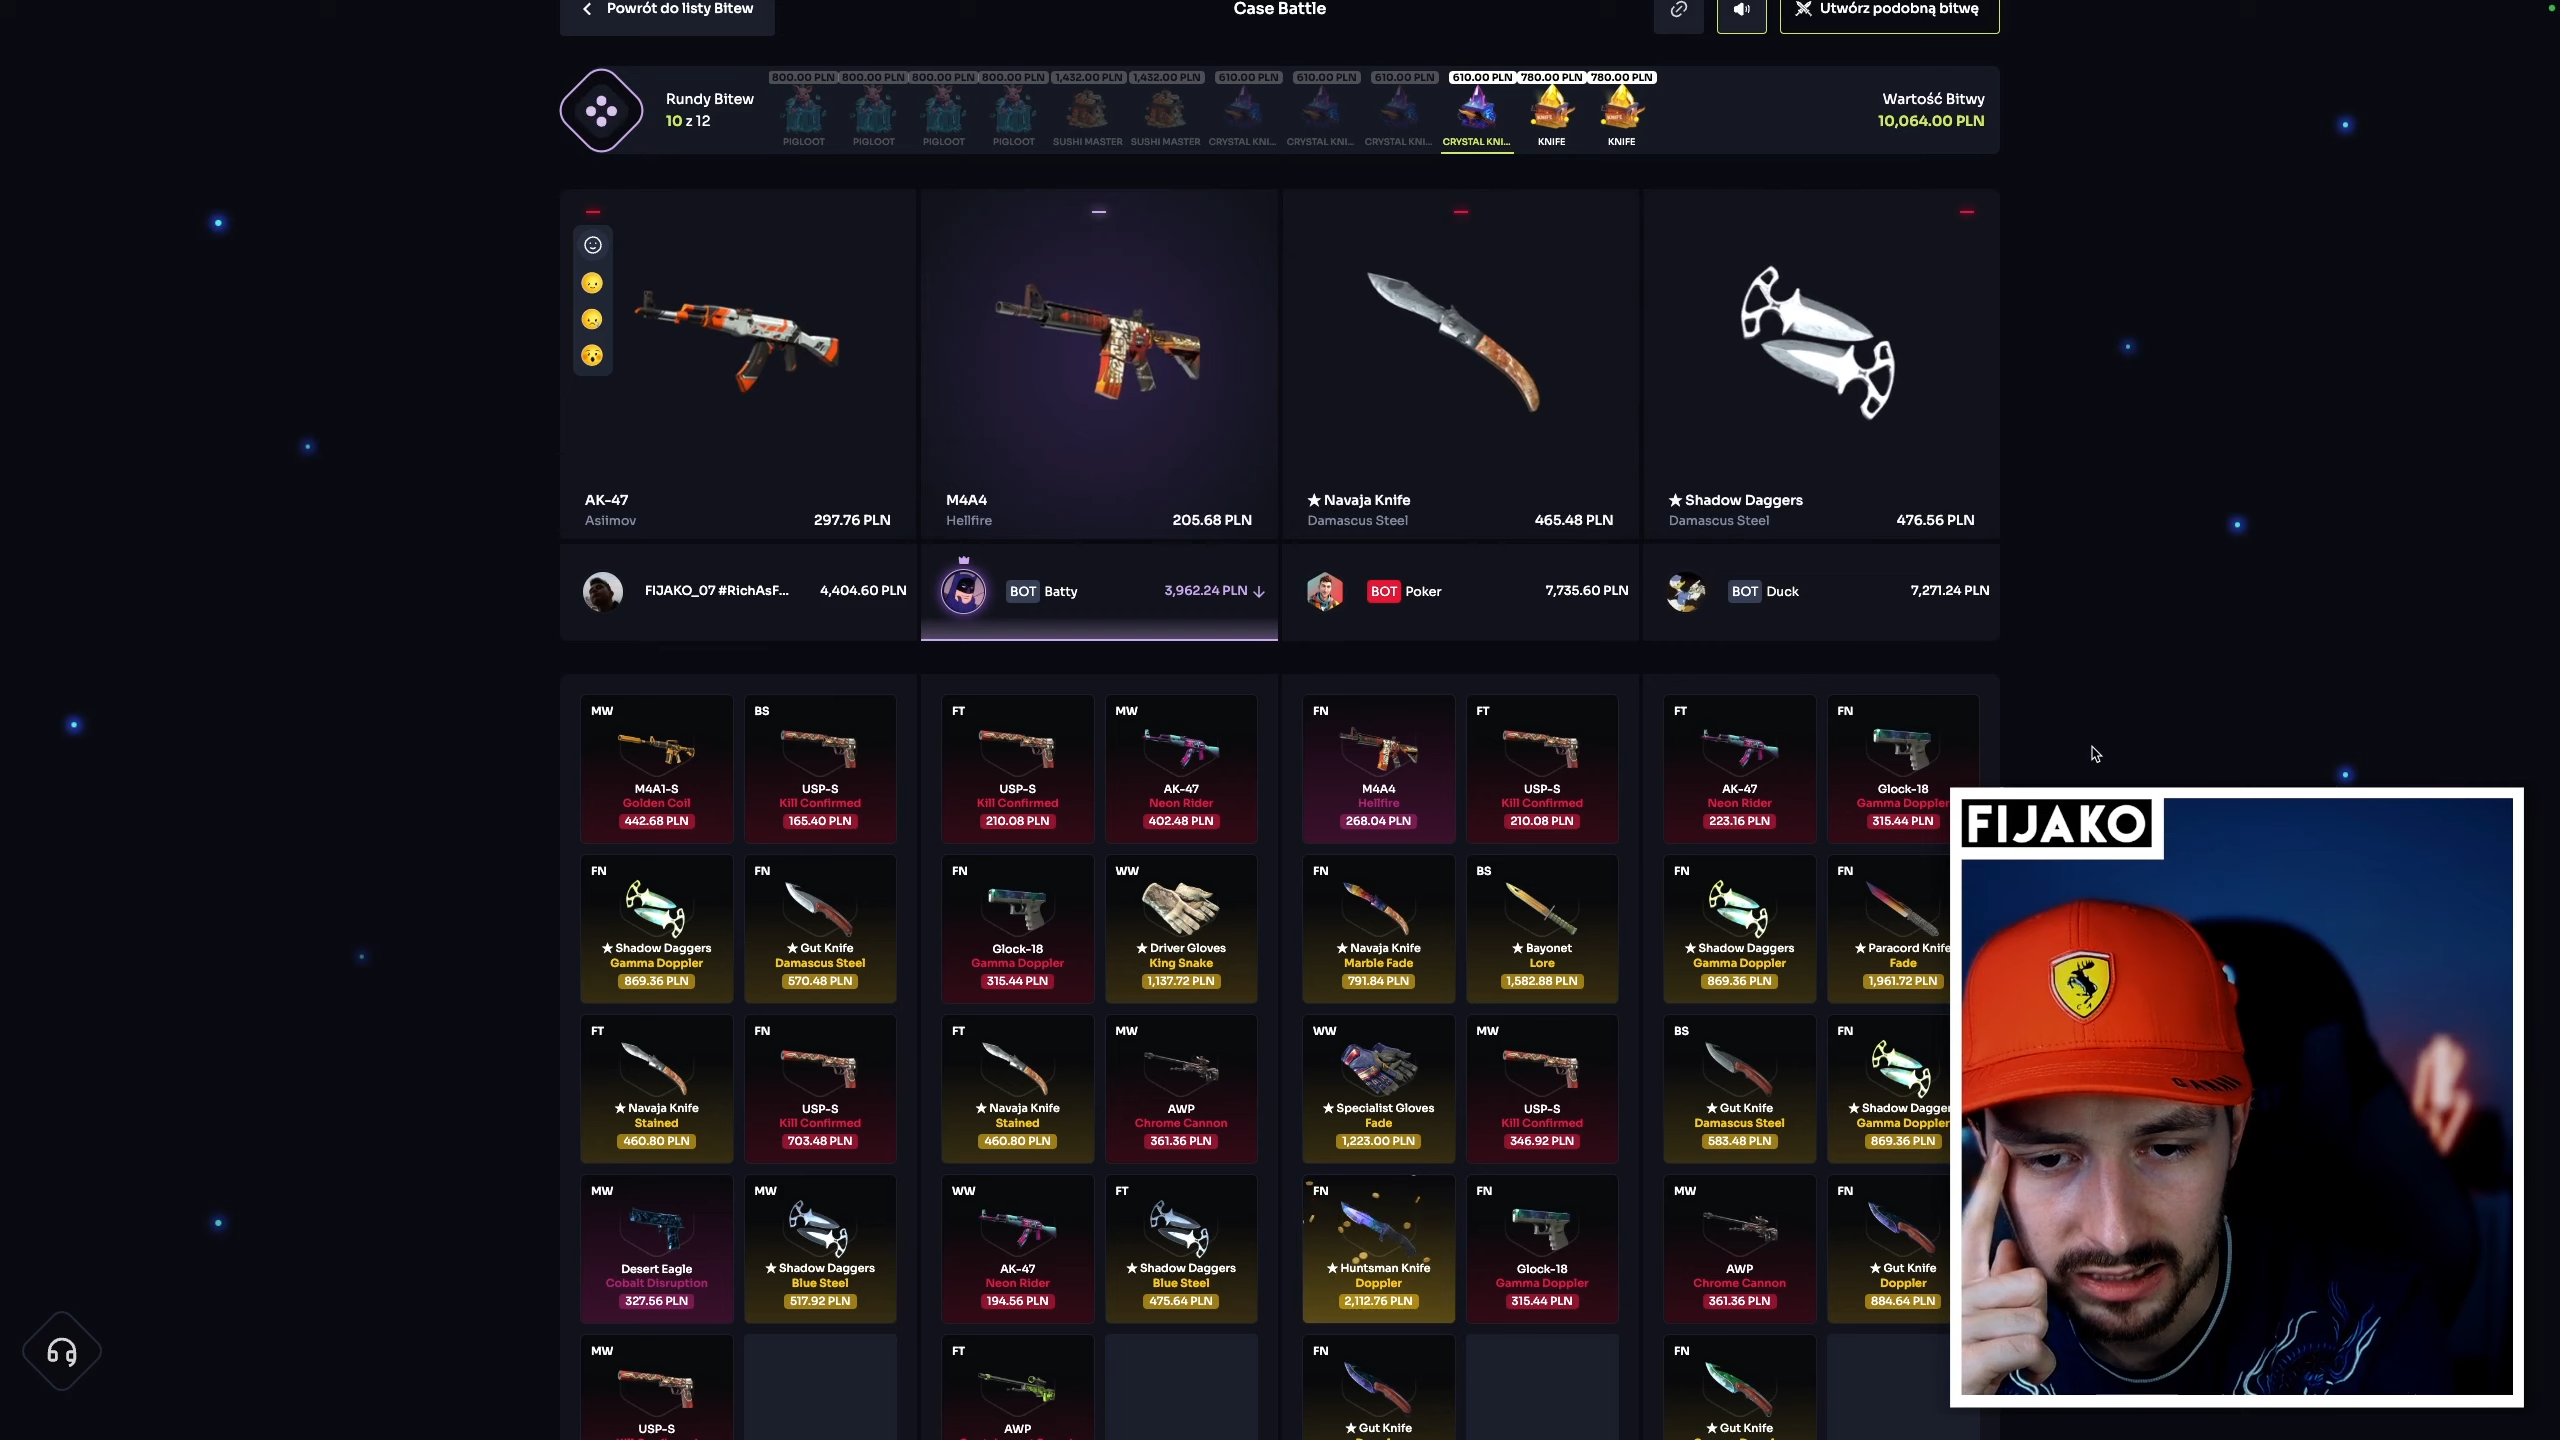 Powrót do listy Bitew
Case Battle
Utwórz podobną bitwę
800.00 PLN 800.00 PLN 800.00 PLN 800.00 PLN 1,432.00 PLN 1,432.00 PLN 610.00 PLN 610.00 PLN 610.00 PLN 610.00 PLN 780.00 PLN 780.00 PLN
Rundy Bitew
10 z 12
PIGLOOT PIGLOOT PIGLOOT PIGLOOT SUSHI MASTER SUSHI MASTER CRYSTAL KNI... CRYSTAL KNI... CRYSTAL KNI... CRYSTAL KNI... KNIFE KNIFE
Wartość Bitwy
10,064.00 PLN
AK-47
Asiimov 297.76 PLN
M4A4
Hellfire 205.68 PLN
★ Navaja Knife
Damascus Steel 465.48 PLN
★ Shadow Daggers
Damascus Steel 476.56 PLN
FIJAKO_07 #RichAsF... 4,404.60 PLN
BOT Batty 3,962.24 PLN ↓
BOT Poker 7,735.60 PLN
BOT Duck 7,271.24 PLN
MW BS FT MW FN FT FT FN
M4A1-S USP-S USP-S AK-47 M4A4 USP-S AK-47 Glock-18
Golden Coil Kill Confirmed Kill Confirmed Neon Rider Hellfire Kill Confirmed Neon Rider Gamma Doppler
442.68 PLN 165.40 PLN 210.08 PLN 402.48 PLN 268.04 PLN 210.08 PLN 223.16 PLN 315.44 PLN
FN FN FN WW FN BS FN FN
★ Shadow Daggers ★ Gut Knife Glock-18 ★ Driver Gloves ★ Navaja Knife ★ Bayonet ★ Shadow Daggers ★ Paracord Knife
Gamma Doppler Damascus Steel Gamma Doppler King Snake Marble Fade Lore Gamma Doppler Fade
869.36 PLN 570.48 PLN 315.44 PLN 1,137.72 PLN 791.84 PLN 1,582.88 PLN 869.36 PLN 1,961.72 PLN
FT FN FT MW WW MW BS FN
★ Navaja Knife USP-S ★ Navaja Knife AWP ★ Specialist Gloves USP-S ★ Gut Knife ★ Shadow Dagger
Stained Kill Confirmed Stained Chrome Cannon Fade Kill Confirmed Damascus Steel Gamma Doppler
460.80 PLN 703.48 PLN 460.80 PLN 361.36 PLN 1,223.00 PLN 346.92 PLN 583.48 PLN 869.36 PLN
MW MW WW FT FN FN MW FN
Desert Eagle ★ Shadow Daggers AK-47 ★ Shadow Daggers ★ Huntsman Knife Glock-18 AWP ★ Gut Knife
Cobalt Disruption Blue Steel Neon Rider Blue Steel Doppler Gamma Doppler Chrome Cannon Doppler
327.56 PLN 517.92 PLN 194.56 PLN 475.64 PLN 2,112.76 PLN 315.44 PLN 361.36 PLN 884.64 PLN
MW FT FN FN
USP-S AWP ★ Gut Knife ★ Gut Knife
FIJAKO